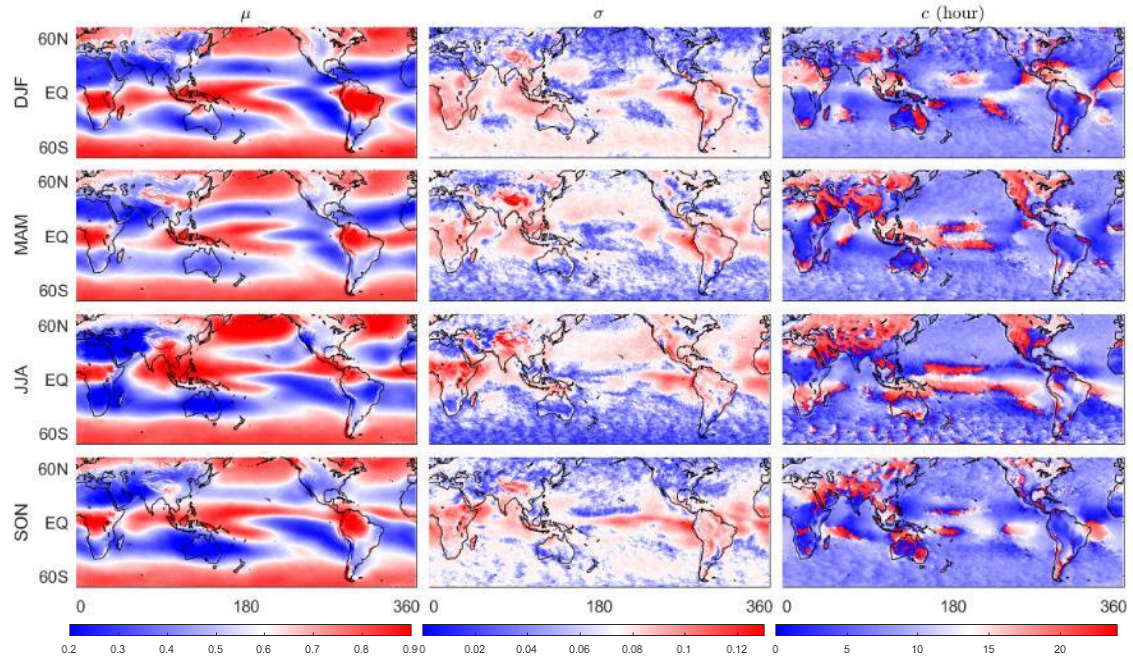 μ σ c (hour)
60N
DJF EQ
60S
60N
MAM EQ
60S
60N
JJA EQ
60S
60N
SON EQ
60S
0 180 360 0 180 360 0 180 360
0.2 0.3 0.4 0.5 0.6 0.7 0.8 0.9 0 0.02 0.04 0.06 0.08 0.1 0.12 0 5 10 15 20